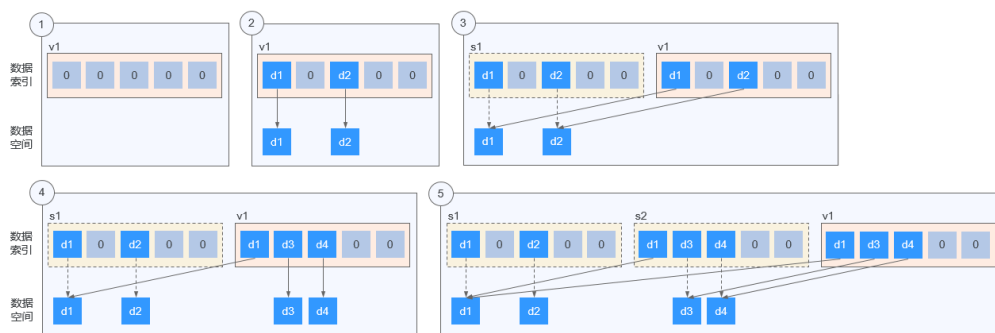 1 2 3
v1 v1 s1 v1
数据 0 0 0 0 0 d1 0 d2 0 0 d1 0 d2 0 0 d1 0 d2 0 0
索引
数据 d1 d2 d1 d2
空间
4 5
s1 v1 s1 s2 v1
数据 d1 0 d2 0 0 d1 d3 d4 0 0 d1 0 d2 0 0 d1 d3 d4 0 0 d1 d3 d4 0 0
索引
数据 d1 d2 d3 d4 d1 d2 d3 d4
空间